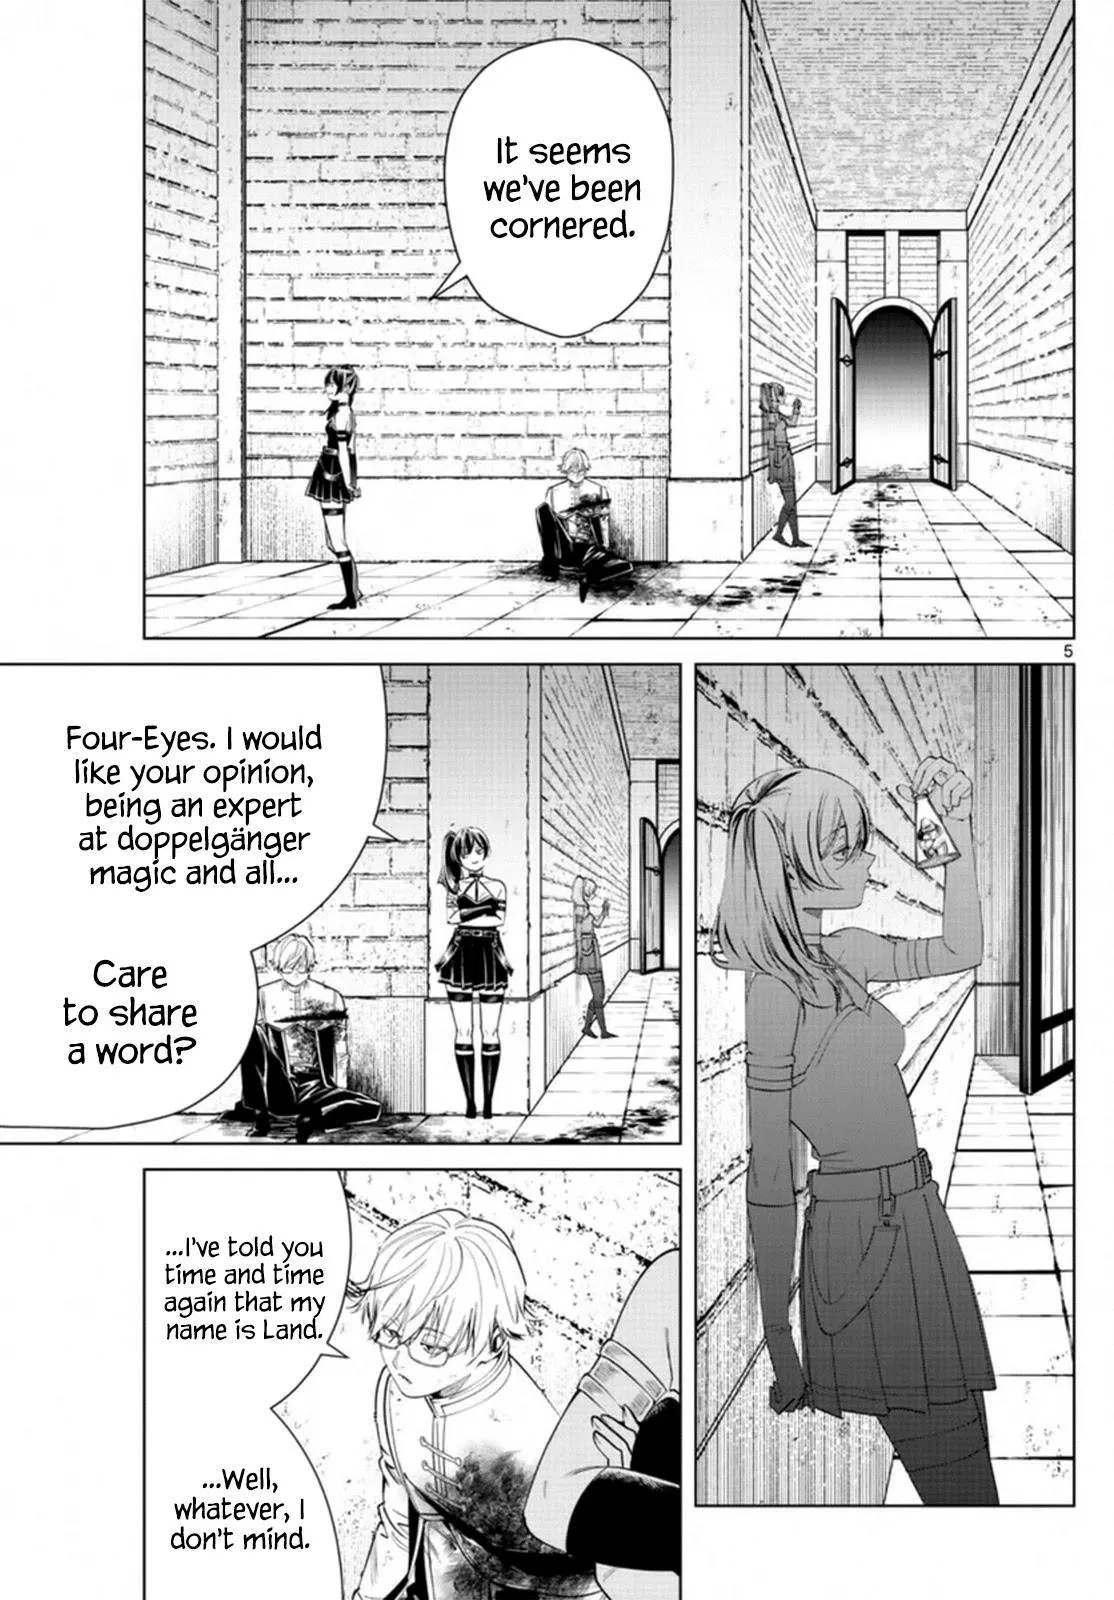 It seems
we've been
cornered.
5
Four-Eyes. I would
like your opinion,
being an expert
at doppelgänger
magic and all...
Care
to share
a word?
...I've told you
time and time
again that my
name is Land.
...Well,
whatever, I
don't mind.